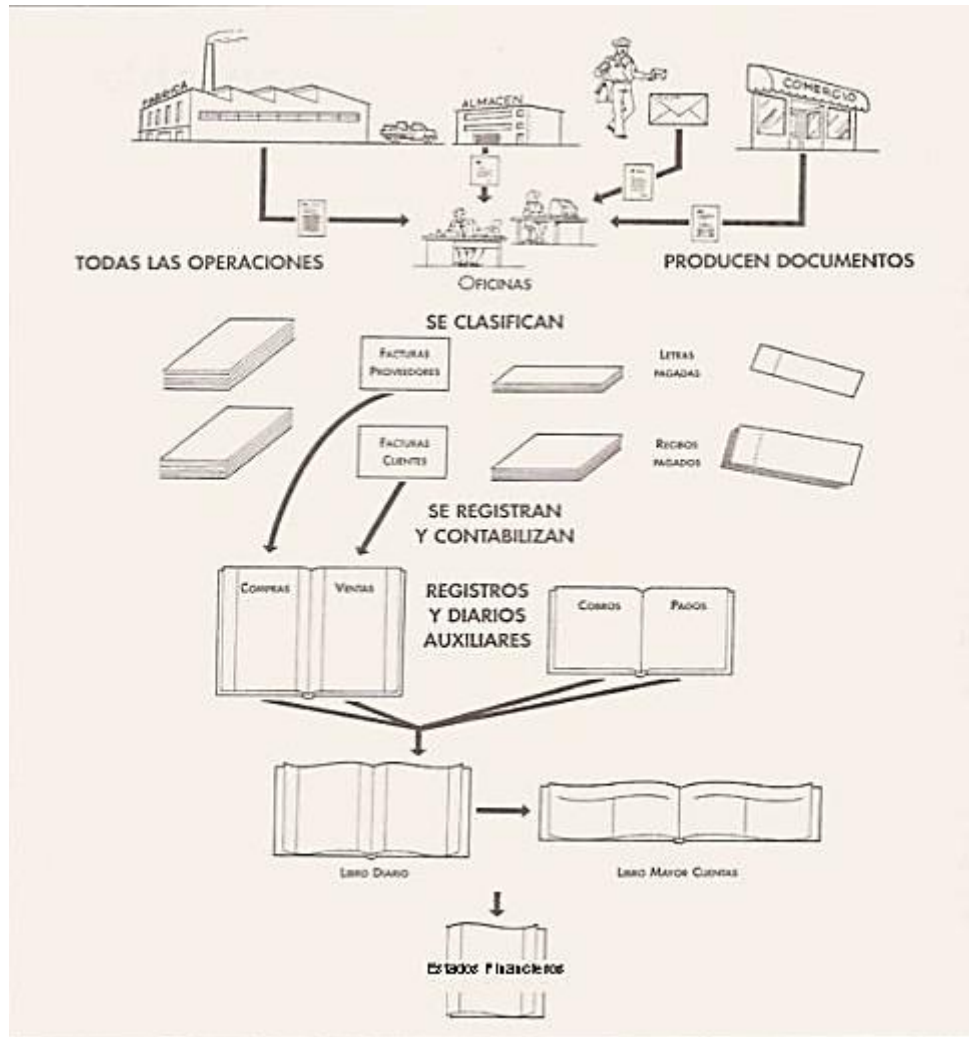 FABRICA
ALMACEN
COMERCIO
TODAS LAS OPERACIONES
PRODUCEN DOCUMENTOS
OFICINAS
SE CLASIFICAN
FACTURAS
PROVEEDORES
LETRAS
PAGADAS
FACTURAS
CLIENTES
RECIBOS
PAGADOS
SE REGISTRAN
Y CONTABILIZAN
COMPRAS
VENTAS
REGISTROS
Y DIARIOS
AUXILIARES
COBROS
PAGOS
LIBRO DIARIO
LIBRO MAYOR CUENTAS
Estados Financieros